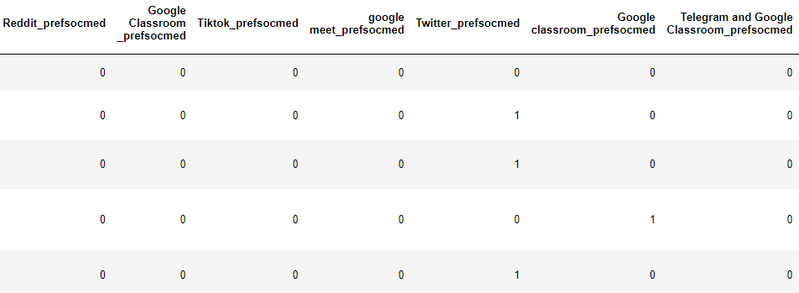 Reddit_prefsocmed Google Classroom _prefsocmed Tiktok_prefsocmed google meet_prefsocmed Twitter_prefsocmed Google classroom_prefsocmed Telegram and Google Classroom_prefsocmed
0 0 0 0 0 0 0
0 0 0 0 1 0 0
0 0 0 0 1 0 0
0 0 0 0 0 1 0
0 0 0 0 1 0 0